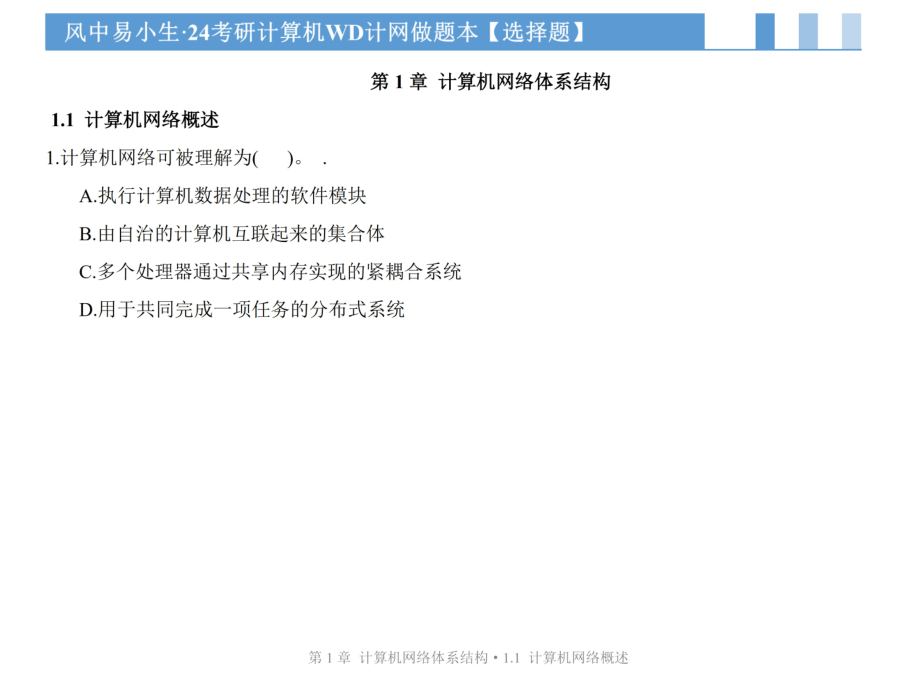 风中易小生·24考研计算机WD计网做题本【选择题】
第 1 章 计算机网络体系结构
1.1 计算机网络概述
1.计算机网络可被理解为( )。 .
A.执行计算机数据处理的软件模块
B.由自治的计算机互联起来的集合体
C.多个处理器通过共享内存实现的紧耦合系统
D.用于共同完成一项任务的分布式系统
第 1 章 计算机网络体系结构 • 1.1 计算机网络概述